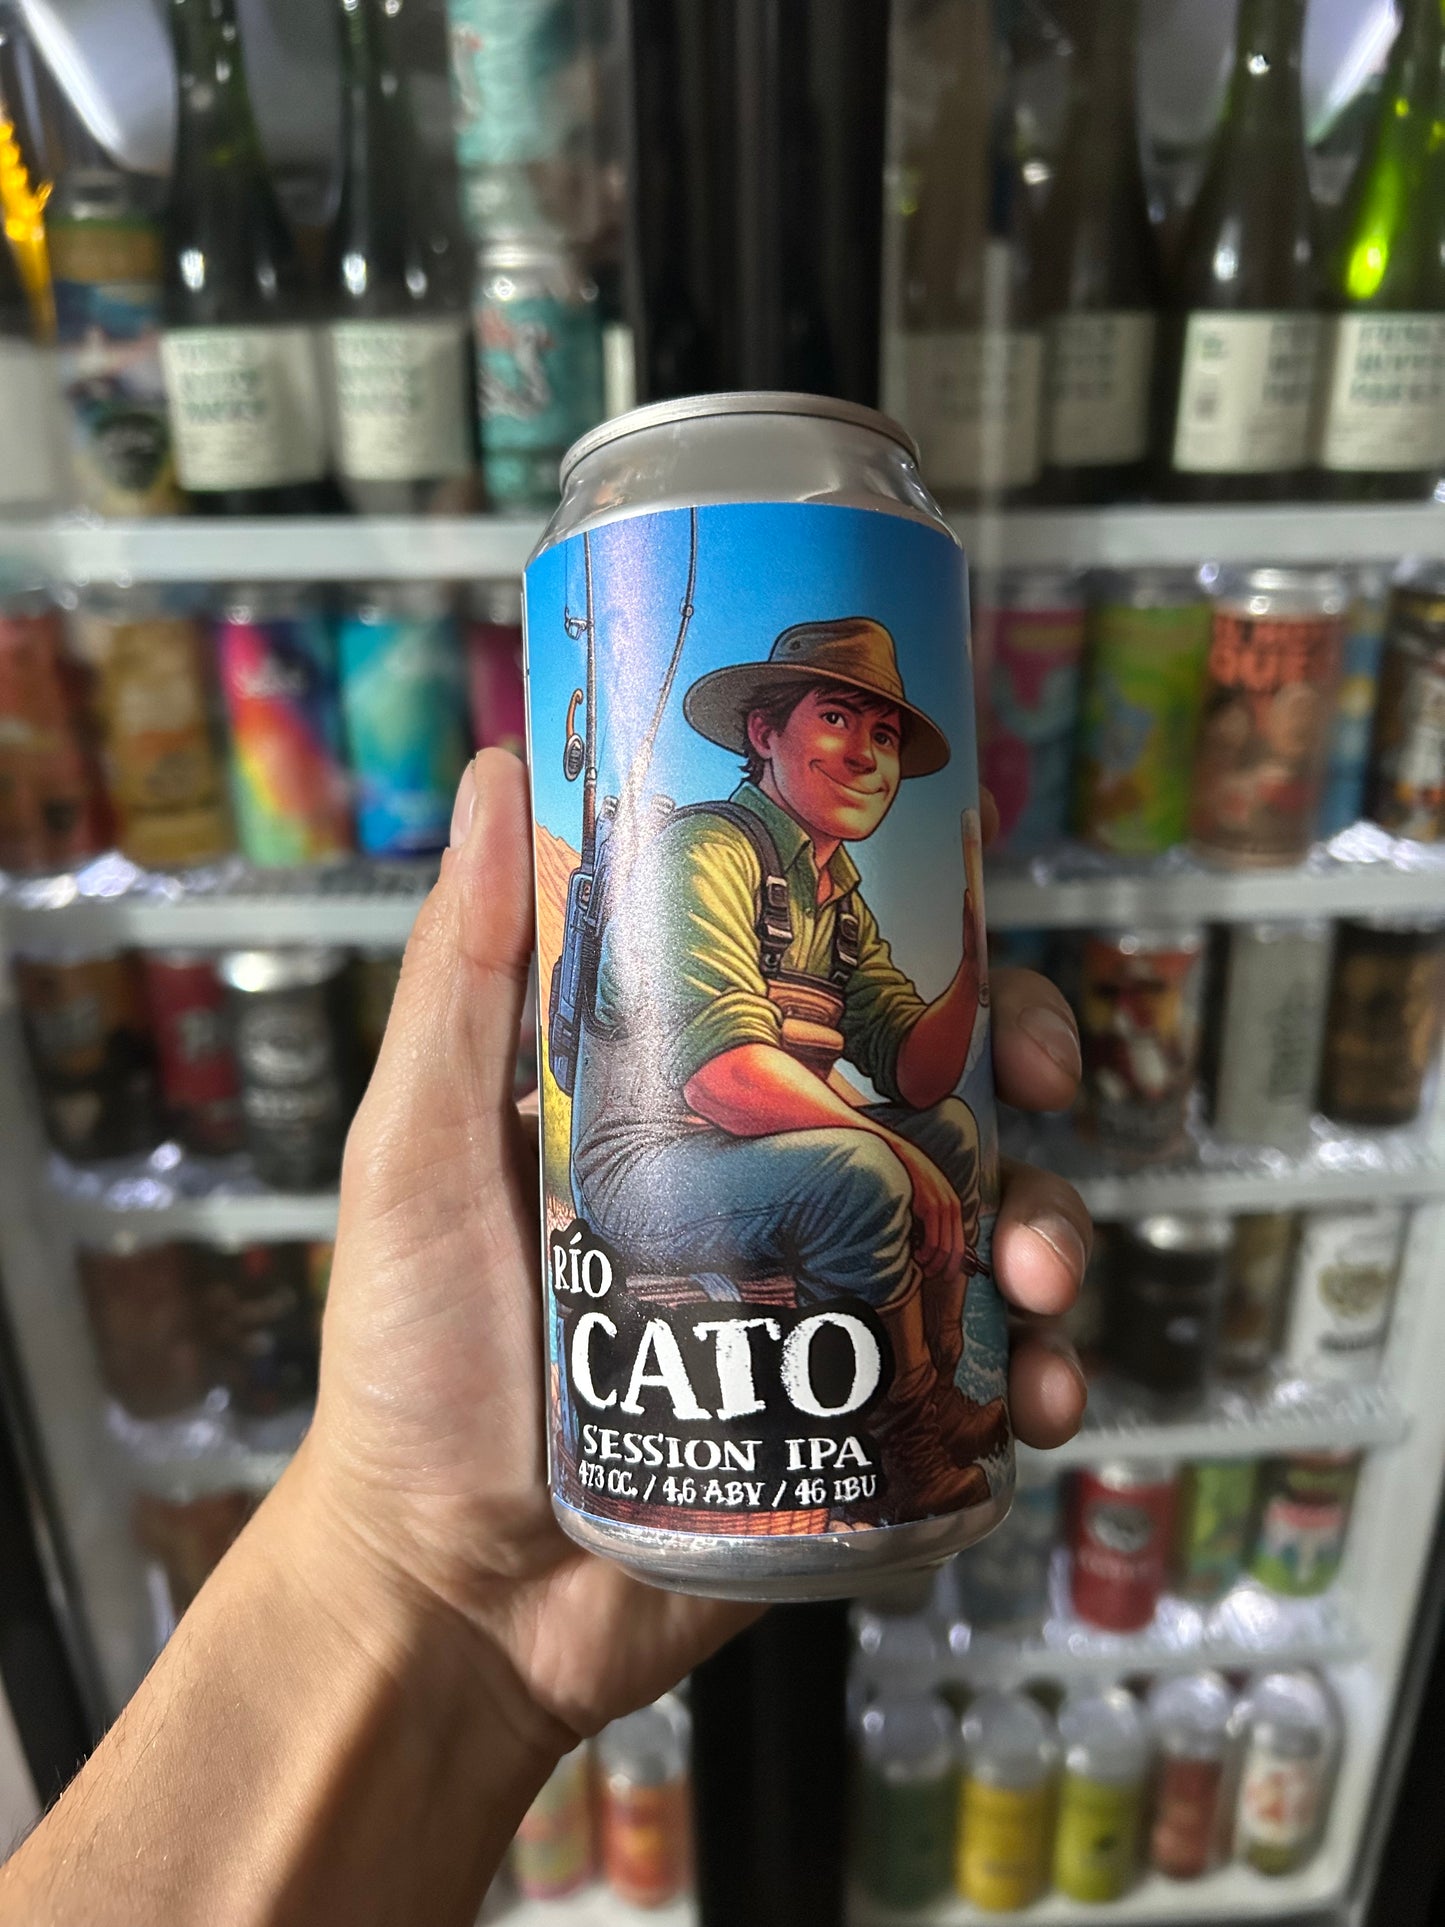 RÍO
CATO
SESSION IPA
473 CC. / 4,6 ABV / 46 IBU